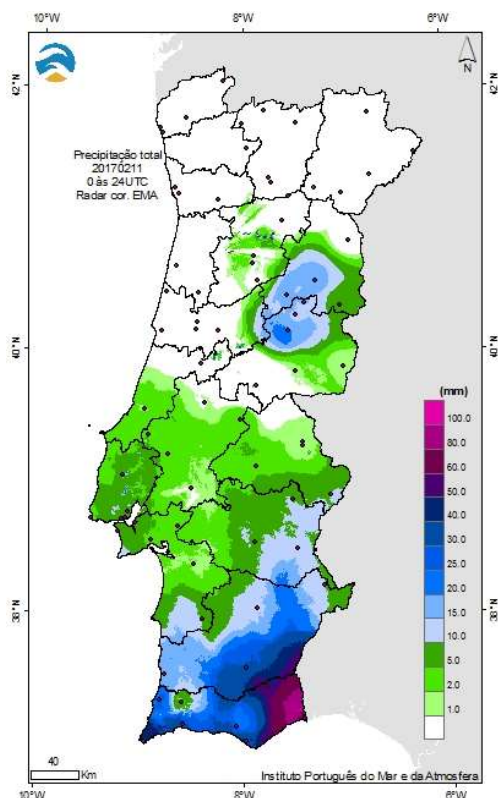 10°W 8°W 6°W
42°N 42°N
N
Precipitação total
20170211
0 às 24UTC
Radar cor. EMA
40°N 40°N
(mm)
100.0
80.0
60.0
50.0
40.0
30.0
25.0
20.0
15.0
10.0
5.0
2.0
1.0
38°N 38°N
40
Km
Instituto Português do Mar e da Atmosfera
10°W 8°W 6°W